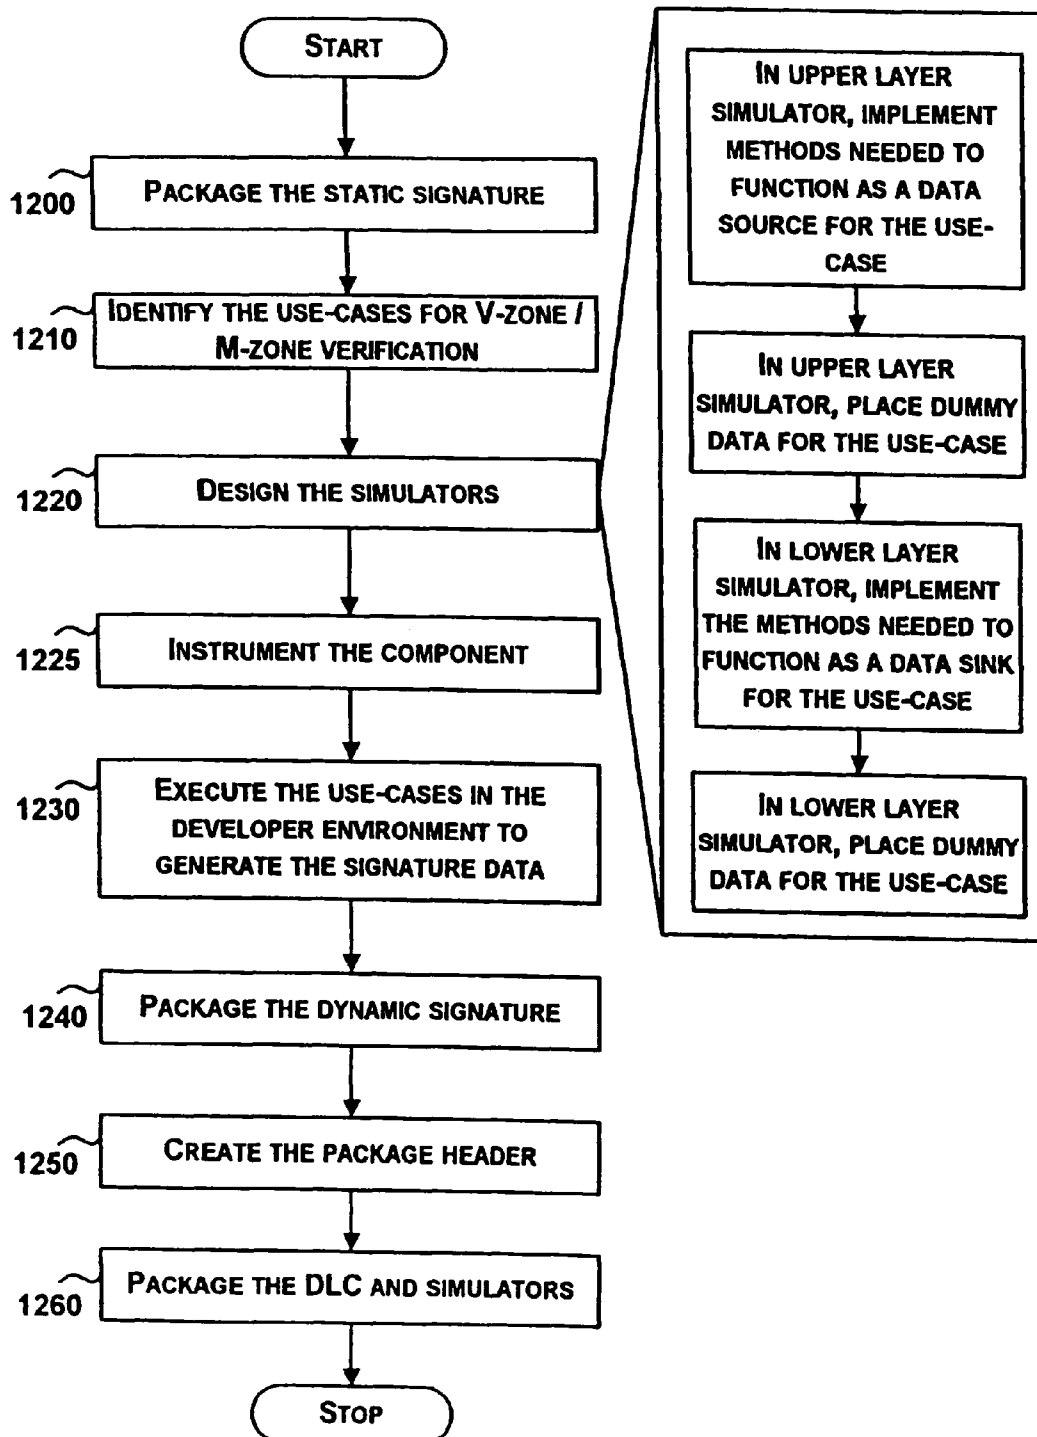 START
1200
PACKAGE THE STATIC SIGNATURE
1210
IDENTIFY THE USE-CASES FOR V-ZONE /
M-ZONE VERIFICATION
1220
DESIGN THE SIMULATORS
1225
INSTRUMENT THE COMPONENT
1230
EXECUTE THE USE-CASES IN THE
DEVELOPER ENVIRONMENT TO
GENERATE THE SIGNATURE DATA
1240
PACKAGE THE DYNAMIC SIGNATURE
1250
CREATE THE PACKAGE HEADER
1260
PACKAGE THE DLC AND SIMULATORS
STOP
IN UPPER LAYER
SIMULATOR, IMPLEMENT
METHODS NEEDED TO
FUNCTION AS A DATA
SOURCE FOR THE USE-
CASE
IN UPPER LAYER
SIMULATOR, PLACE DUMMY
DATA FOR THE USE-CASE
IN LOWER LAYER
SIMULATOR, IMPLEMENT
THE METHODS NEEDED TO
FUNCTION AS A DATA SINK
FOR THE USE-CASE
IN LOWER LAYER
SIMULATOR, PLACE DUMMY
DATA FOR THE USE-CASE